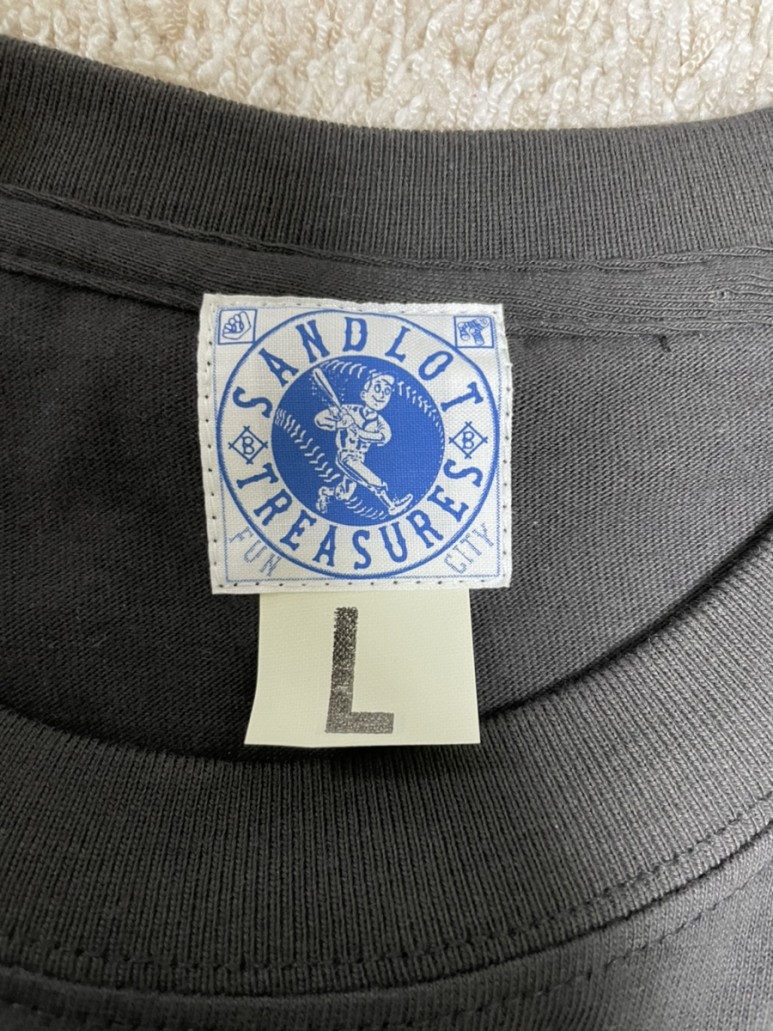 SANDLOT
B B
TREASURES
FUN CITY
L